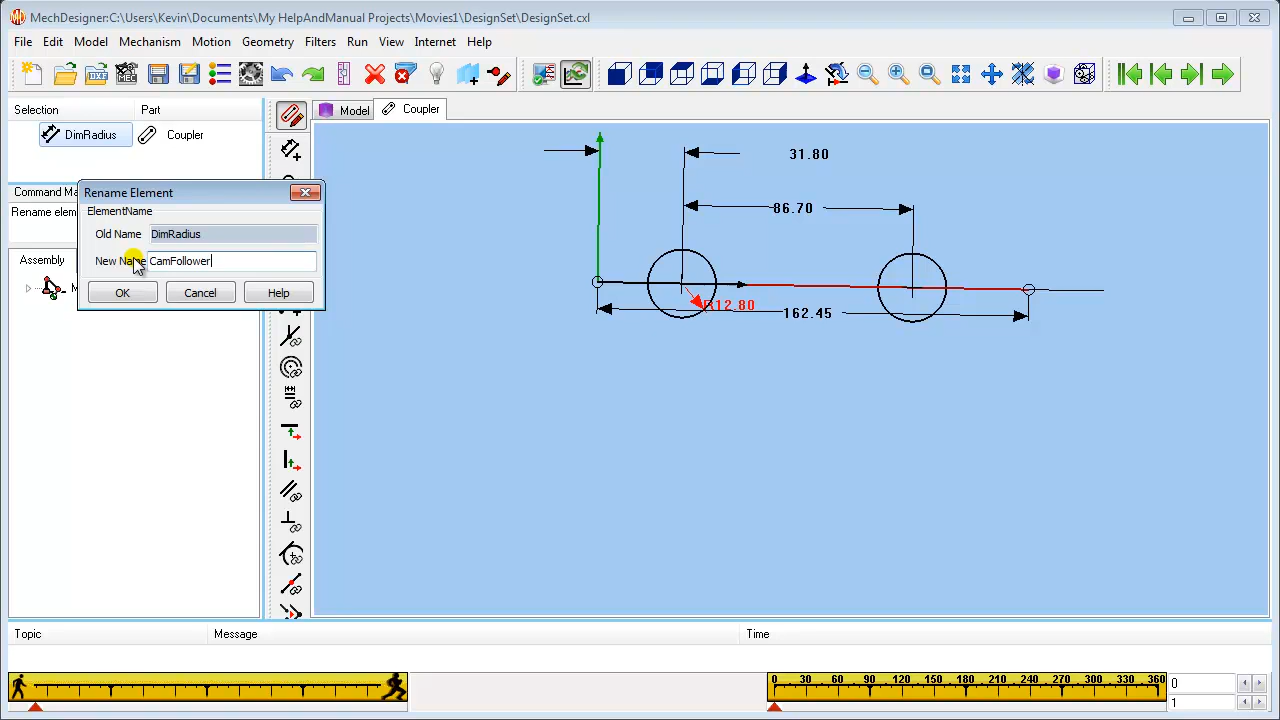 MechDesigner:C:\Users\Kevin\Documents\My HelpAndManual Projects\Movies1\DesignSet\DesignSet.cxl
File Edit Model Mechanism Motion Geometry Filters Run View Internet Help
DXF MEC
Selection Part
DimRadius Coupler
Model Coupler
Command Ma
Rename elem
Rename Element
ElementName
Old Name DimRadius
New Name CamFollower
OK Cancel Help
Assembly
M
31.80
86.70
R12.80
162.45
Topic Message Time
0 30 60 90 120 150 180 210 240 270 300 330 360
0
1